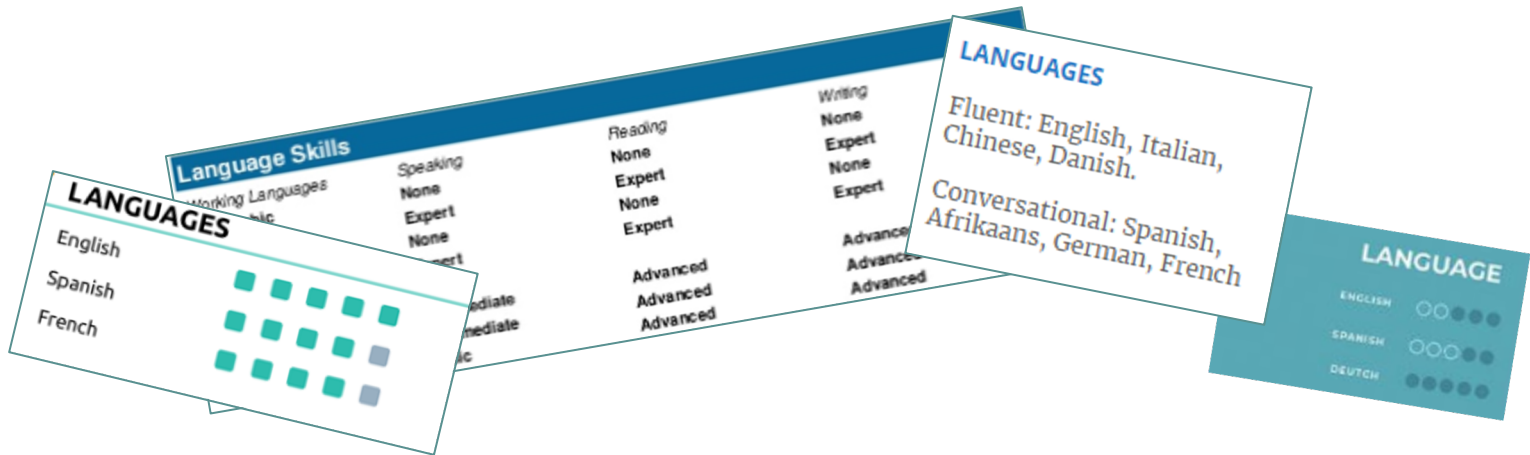 LANGUAGES
English
Spanish
French
Language Skills
Working Languages Speaking Reading Writing
None None None
Expert Expert Expert
None None None
Expert Expert
Advanced
Advanced
Advanced Advanced
LANGUAGES
Fluent: English, Italian,
Chinese, Danish.
Conversational: Spanish,
Afrikaans, German, French
LANGUAGE
ENGLISH
SPANISH
DEUTCH